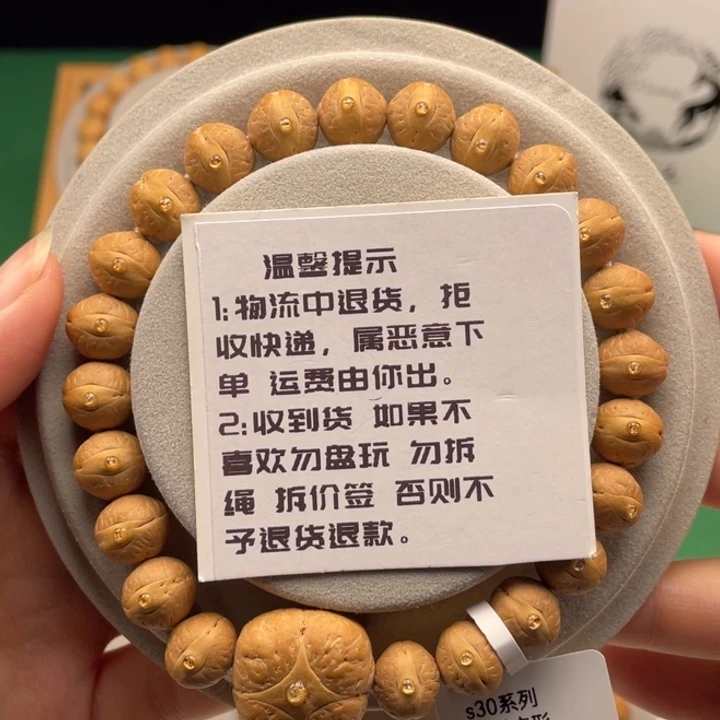 温馨提示
1:物流中退货，拒
收快递，属恶意下
单 运费由你出。
2:收到货 如果不
喜欢勿盘玩 勿拆
绳 拆价签 否则不
予退货退款。
s30系列